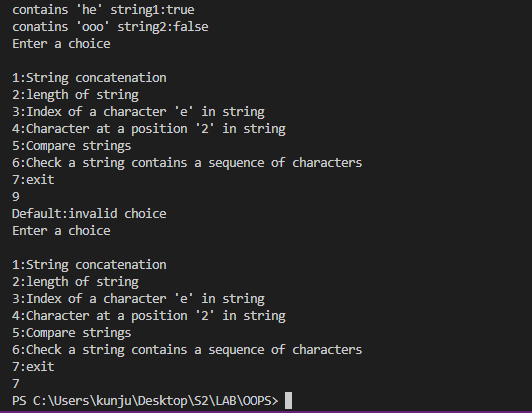 contains 'he' string1:true
conatins 'ooo' string2:false
Enter a choice
1:String concatenation
2:length of string
3:Index of a character 'e' in string
4:Character at a position '2' in string
5:Compare strings
6:Check a string contains a sequence of characters
7:exit
9
Default:invalid choice
Enter a choice
1:String concatenation
2:length of string
3:Index of a character 'e' in string
4:Character at a position '2' in string
5:Compare strings
6:Check a string contains a sequence of characters
7:exit
7
PS C:\Users\kunju\Desktop\S2\LAB\OOPS>